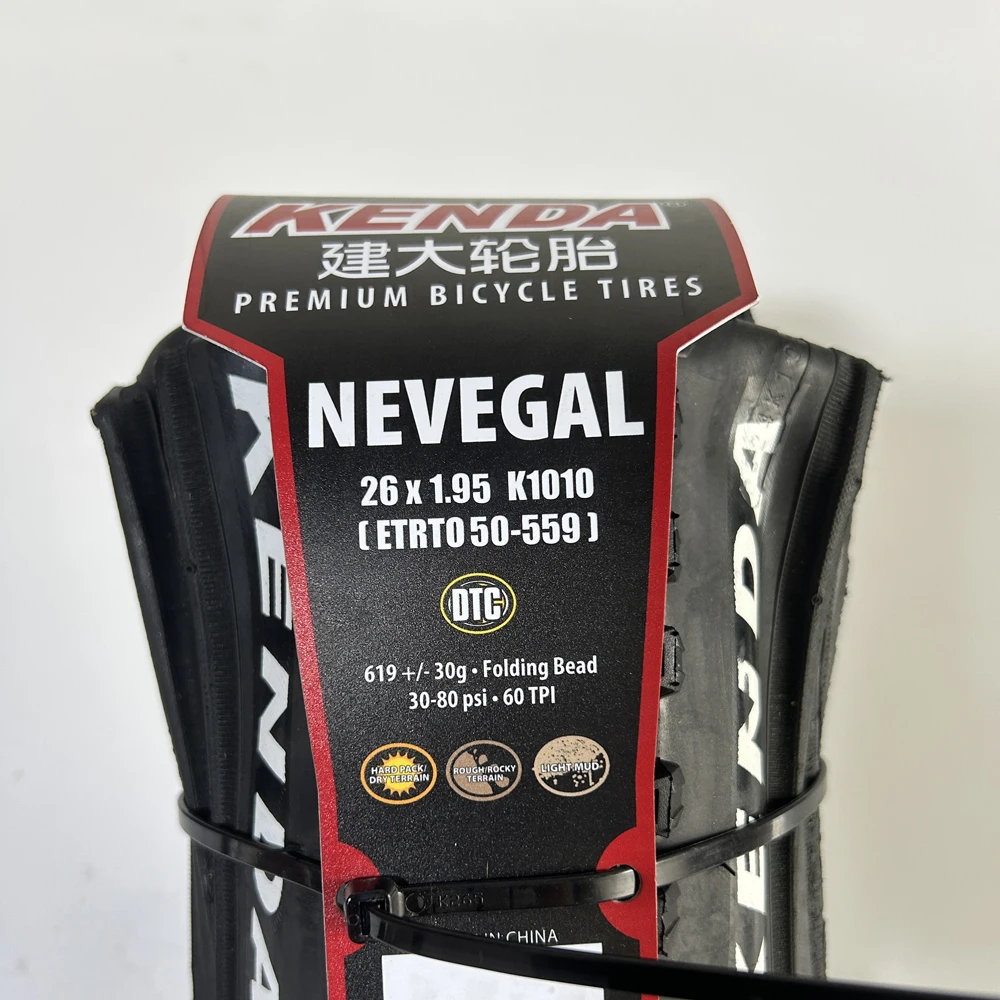 KENDA
建大轮胎
PREMIUM BICYCLE TIRES
NEVEGAL
26 x 1.95 K1010
( ETRTO 50-559 )
DTC
619 +/- 30g • Folding Bead
30-80 psi • 60 TPI
HARD PACK/
DRY TERRAIN
ROUGH/ROCKY
TERRAIN
LIGHT MUD
IN CHINA
KENDA
KENDA